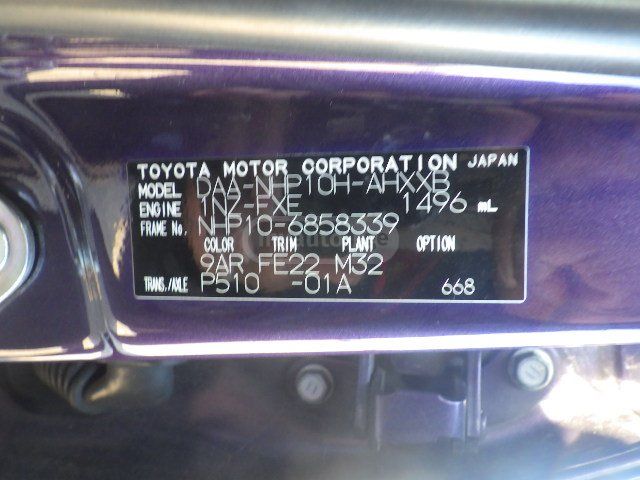 TOYOTA MOTOR CORPORATION JAPAN
MODEL DAA-NHP10H-AHXXB
ENGINE 1NZ-FXE 1496 mL
FRAME No. NHP10-6858339
COLOR TRIM PLANT OPTION
9AR FE22 M32
TRANS./AXLE P510 -01A 668